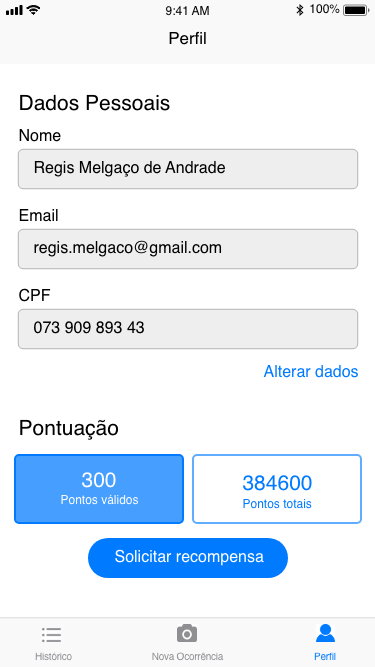 9:41 AM
100%
Perfil
Dados Pessoais
Nome
Regis Melgaço de Andrade
Email
regis.melgaco@gmail.com
CPF
073 909 893 43
Alterar dados
Pontuação
300
Pontos válidos
384600
Pontos totais
Solicitar recompensa
Histórico
Nova Ocorrência
Perfil